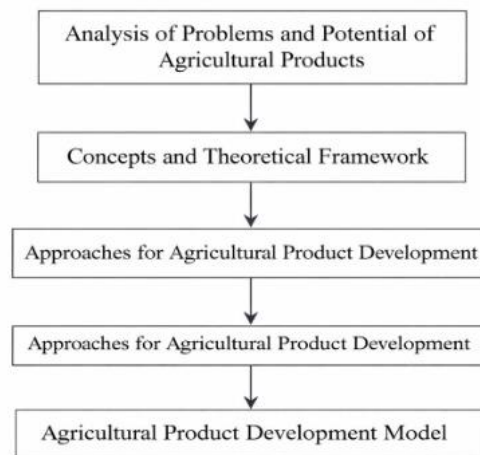 Analysis of Problems and Potential of
Agricultural Products
Concepts and Theoretical Framework
Approaches for Agricultural Product Development
Approaches for Agricultural Product Development
Agricultural Product Development Model